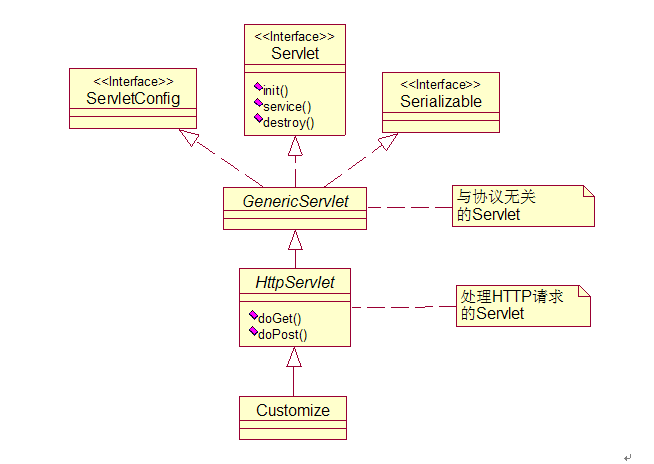 <<Interface>>
Servlet
init()
service()
destroy()
<<Interface>>
ServletConfig
<<Interface>>
Serializable
GenericServlet
与协议无关
的Servlet
HttpServlet
doGet()
doPost()
处理HTTP请求
的Servlet
Customize